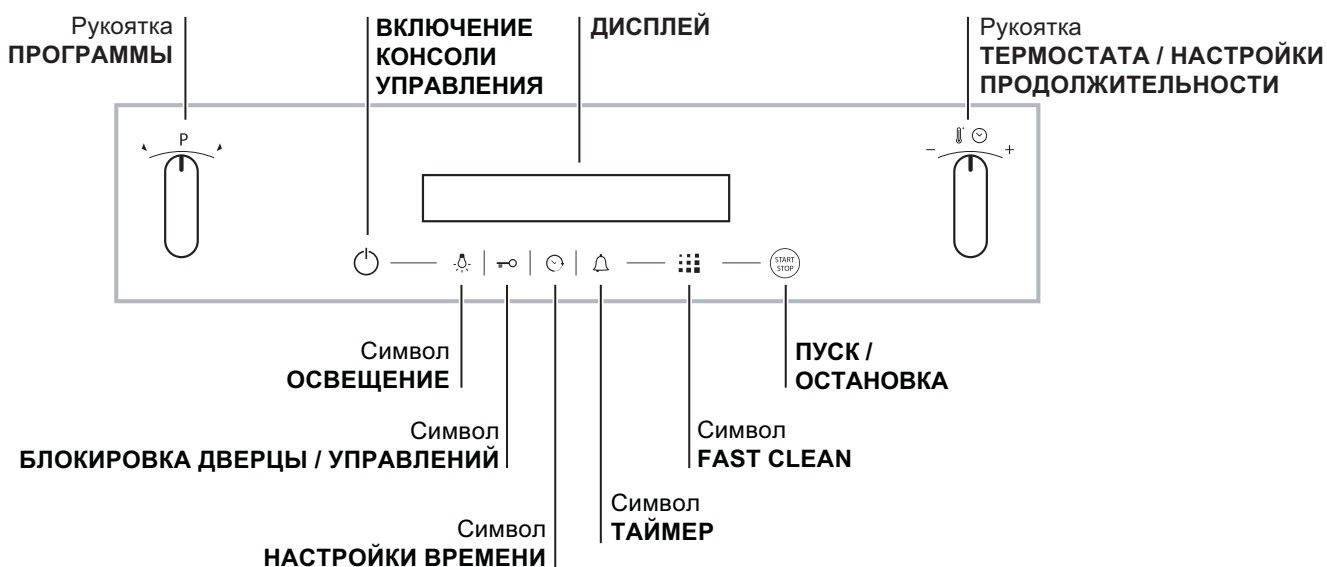 Рукоятка
ПРОГРАММЫ
ВКЛЮЧЕНИЕ
КОНСОЛИ
УПРАВЛЕНИЯ
ДИСПЛЕЙ
Рукоятка
ТЕРМОСТАТА / НАСТРОЙКИ
ПРОДОЛЖИТЕЛЬНОСТИ
P
- +
START
STOP
Символ
ОСВЕЩЕНИЕ
ПУСК /
ОСТАНОВКА
Символ
БЛОКИРОВКА ДВЕРЦЫ / УПРАВЛЕНИЙ
Символ
FAST CLEAN
Символ
ТАЙМЕР
Символ
НАСТРОЙКИ ВРЕМЕНИ